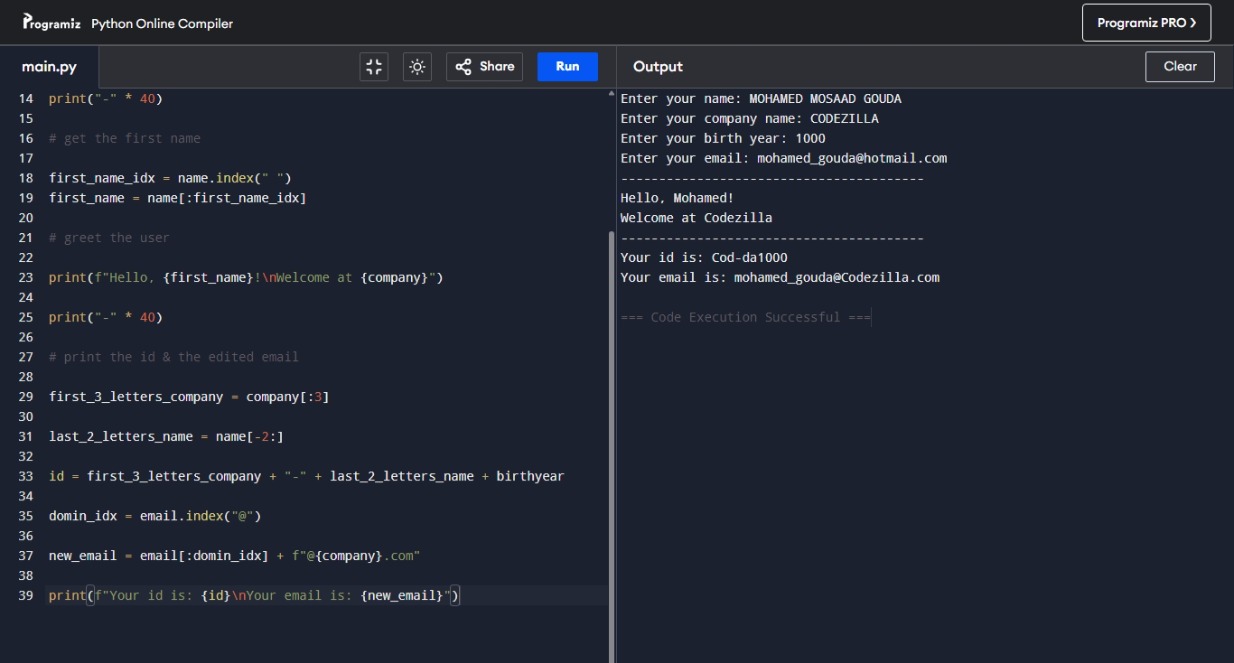 Programiz Python Online Compiler
Programiz PRO >
main.py
Share
Run
Output
Clear
14 print("-" * 40)
15
16 # get the first name
17
18 first_name_idx = name.index(" ")
19 first_name = name[:first_name_idx]
20
21 # greet the user
22
23 print(f"Hello, {first_name}!\nWelcome at {company}")
24
25 print("-" * 40)
26
27 # print the id & the edited email
28
29 first_3_letters_company = company[:3]
30
31 last_2_letters_name = name[-2:]
32
33 id = first_3_letters_company + "-" + last_2_letters_name + birthyear
34
35 domin_idx = email.index("@")
36
37 new_email = email[:domin_idx] + f"@{company}.com"
38
39 print(f"Your id is: {id}\nYour email is: {new_email}")
Enter your name: MOHAMED MOSAAD GOUDA
Enter your company name: CODEZILLA
Enter your birth year: 1000
Enter your email: mohamed_gouda@hotmail.com
----------------------------------------
Hello, Mohamed!
Welcome at Codezilla
----------------------------------------
Your id is: Cod-da1000
Your email is: mohamed_gouda@Codezilla.com
=== Code Execution Successful ===